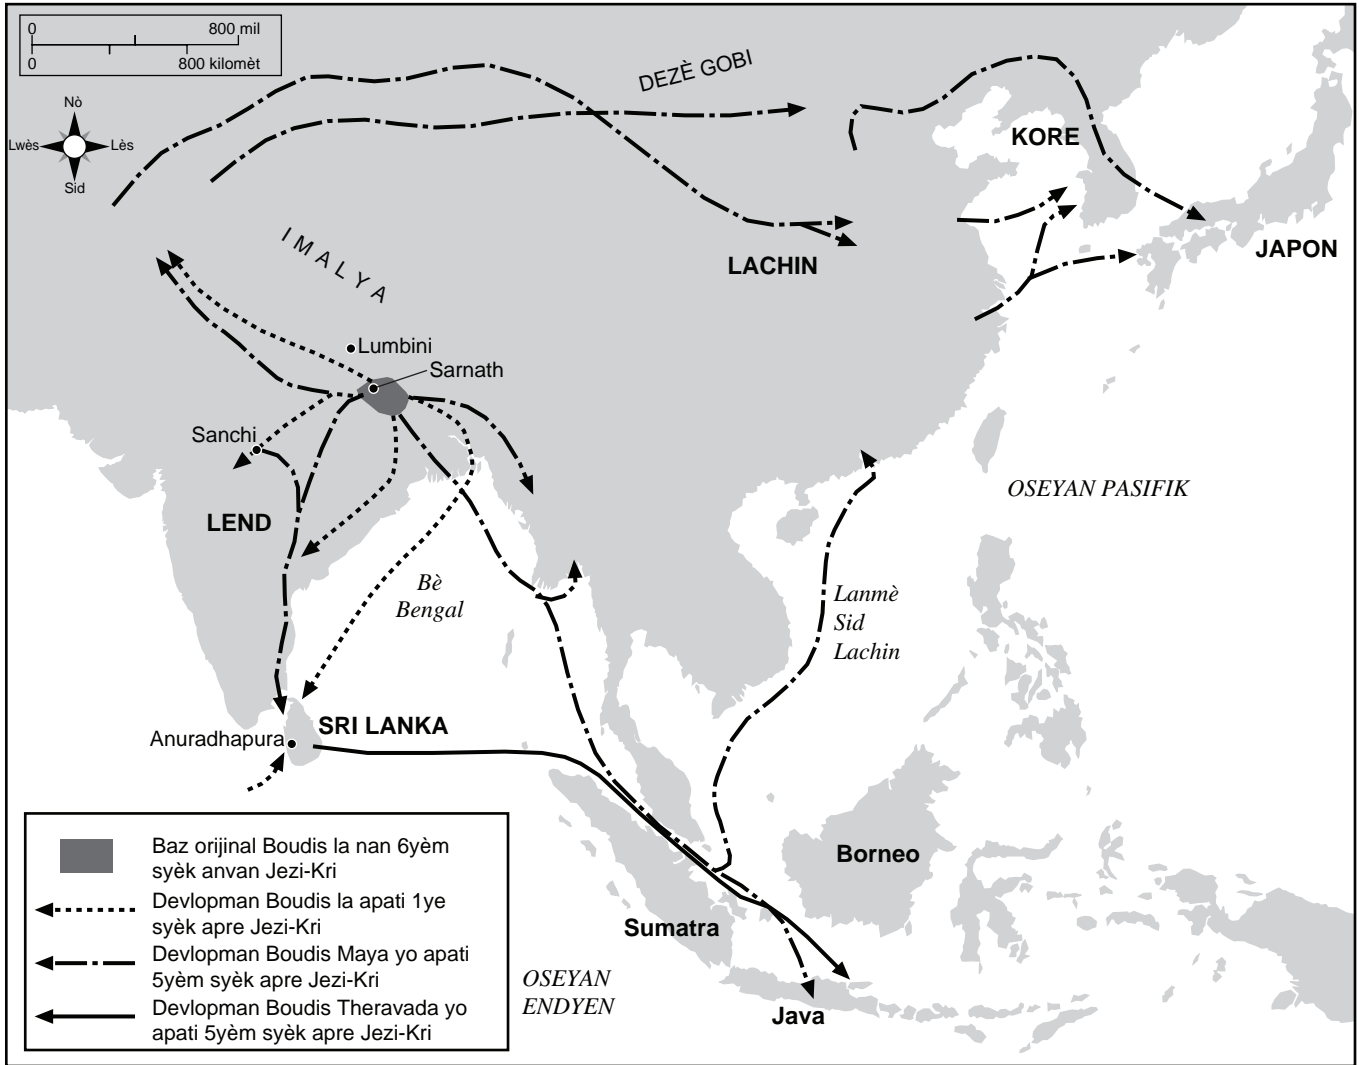 0 800 mil
0 800 kilomèt
Nò
Lwès
Lès
Sid
DEZÈ GOBI
KORE
JAPON
LACHIN
IMALYA
Lumbini
Sarnath
Sanchi
LEND
OSEYAN PASIFIK
Bè
Bengal
Lanmè
Sid
Lachin
SRI LANKA
Anuradhapura
Borneo
Sumatra
OSEYAN
ENDYEN
Java
Baz orijinal Boudis la nan 6yèm
syèk anvan Jezi-Kri
Devlopman Boudis la apati 1ye
syèk apre Jezi-Kri
Devlopman Boudis Maya yo apati
5yèm syèk apre Jezi-Kri
Devlopman Boudis Theravada yo
apati 5yèm syèk apre Jezi-Kri